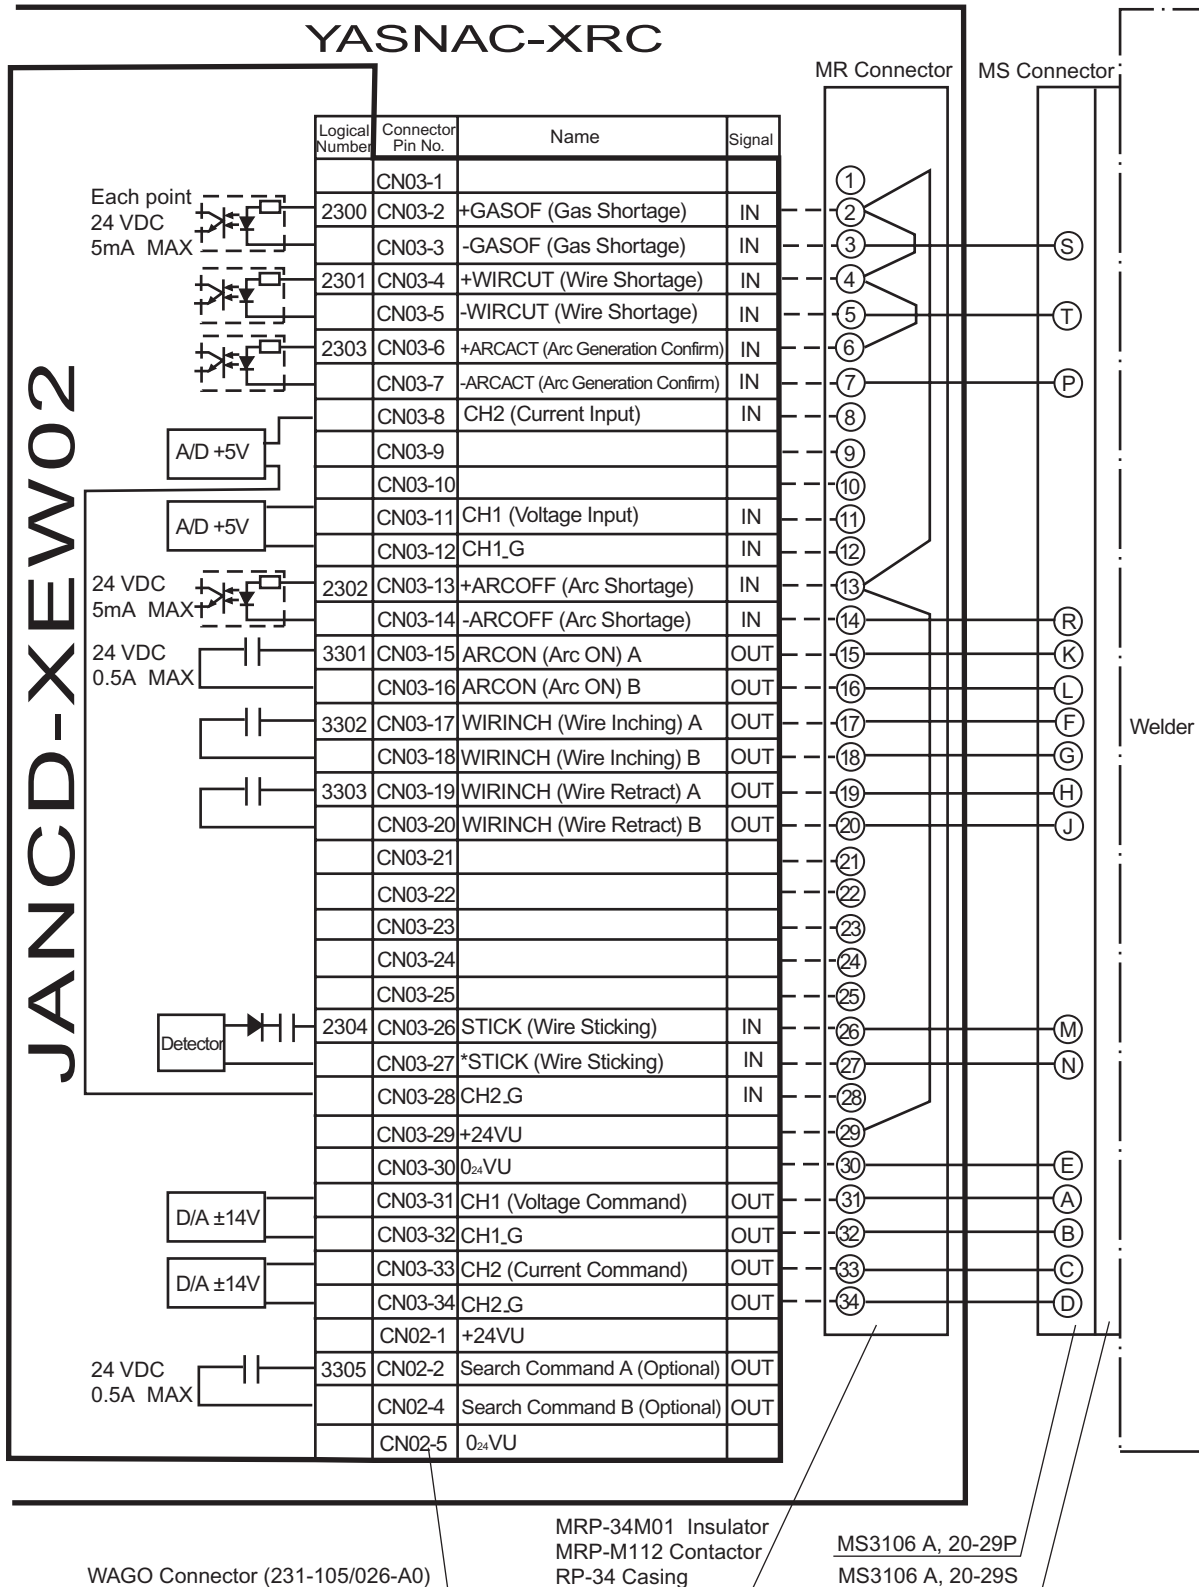 YASNAC-XRC
MR Connector
MS Connector
JANCD-XEW02
Logical Number
Connector Pin No.
Name
Signal
CN03-1
2300 CN03-2 +GASOF (Gas Shortage) IN
CN03-3 -GASOF (Gas Shortage) IN
2301 CN03-4 +WIRCUT (Wire Shortage) IN
CN03-5 -WIRCUT (Wire Shortage) IN
2303 CN03-6 +ARCACT (Arc Generation Confirm) IN
CN03-7 -ARCACT (Arc Generation Confirm) IN
CN03-8 CH2 (Current Input) IN
CN03-9
CN03-10
CN03-11 CH1 (Voltage Input) IN
CN03-12 CH1_G IN
2302 CN03-13 +ARCOFF (Arc Shortage) IN
CN03-14 -ARCOFF (Arc Shortage) IN
3301 CN03-15 ARCON (Arc ON) A OUT
CN03-16 ARCON (Arc ON) B OUT
3302 CN03-17 WIRINCH (Wire Inching) A OUT
CN03-18 WIRINCH (Wire Inching) B OUT
3303 CN03-19 WIRINCH (Wire Retract) A OUT
CN03-20 WIRINCH (Wire Retract) B OUT
CN03-21
CN03-22
CN03-23
CN03-24
CN03-25
2304 CN03-26 STICK (Wire Sticking) IN
CN03-27 *STICK (Wire Sticking) IN
CN03-28 CH2_G IN
CN03-29 +24VU
CN03-30 024VU
CN03-31 CH1 (Voltage Command) OUT
CN03-32 CH1_G OUT
CN03-33 CH2 (Current Command) OUT
CN03-34 CH2_G OUT
CN02-1 +24VU
3305 CN02-2 Search Command A (Optional) OUT
CN02-4 Search Command B (Optional) OUT
CN02-5 024VU
Each point
24 VDC
5mA MAX
A/D +5V
A/D +5V
24 VDC
5mA MAX
24 VDC
0.5A MAX
Detector
D/A ±14V
D/A ±14V
24 VDC
0.5A MAX
1
2
3 S
4
5 T
6
7 P
8
9
10
11
12
13
14 R
15 K
16 L
17 F
18 G
19 H
20 J
21
22
23
24
25
26 M
27 N
28
29
30 E
31 A
32 B
33 C
34 D
Welder
MRP-34M01 Insulator
MRP-M112 Contactor
RP-34 Casing
MS3106 A, 20-29P
MS3106 A, 20-29S
WAGO Connector (231-105/026-A0)